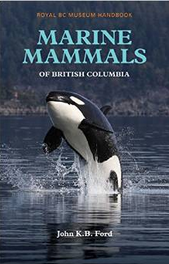 ROYAL BC MUSEUM HANDBOOK
MARINE
MAMMALS
OF BRITISH COLUMBIA
John K.B. Ford